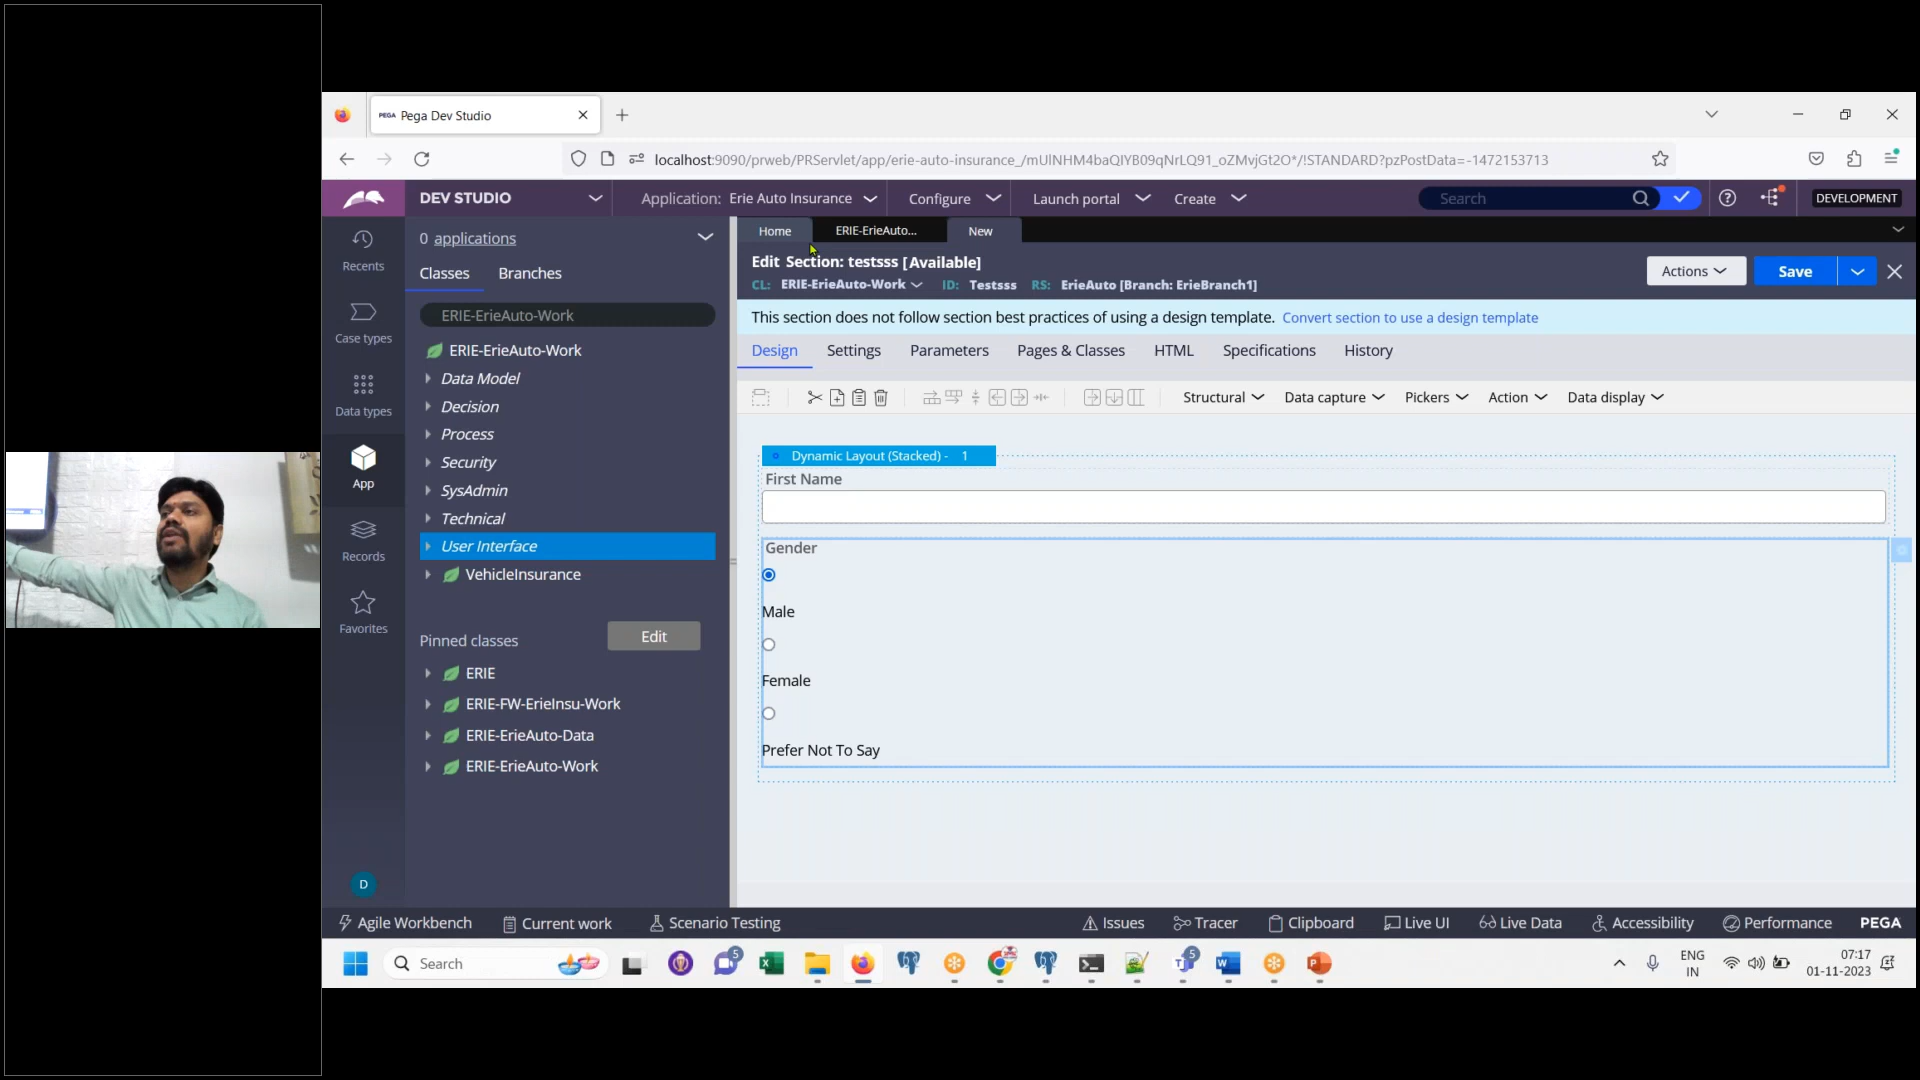 PEGA Pega Dev Studio
localhost:9090/prweb/PRServlet/app/erie-auto-insurance_/mUlNHM4baQIYB09qNrLQ91_oZMvjGt2O*/!STANDARD?pzPostData=-1472153713
DEV STUDIO Application: Erie Auto Insurance Configure Launch portal Create Search DEVELOPMENT
Recents
Case types
Data types
App
Records
Favorites
D
0 applications
Classes Branches
ERIE-ErieAuto-Work
ERIE-ErieAuto-Work
Data Model
Decision
Process
Security
SysAdmin
Technical
User Interface
VehicleInsurance
Pinned classes Edit
ERIE
ERIE-FW-ErieInsu-Work
ERIE-ErieAuto-Data
ERIE-ErieAuto-Work
Home ERIE-ErieAuto... New
Edit Section: testsss [Available]
CL: ERIE-ErieAuto-Work ID: Testsss RS: ErieAuto [Branch: ErieBranch1]
Actions Save
This section does not follow section best practices of using a design template. Convert section to use a design template
Design Settings Parameters Pages & Classes HTML Specifications History
Structural Data capture Pickers Action Data display
Dynamic Layout (Stacked) - 1
First Name
Gender
Male
Female
Prefer Not To Say
Agile Workbench Current work Scenario Testing Issues Tracer Clipboard Live UI Live Data Accessibility Performance PEGA
Search 5 5 ENG 07:17
IN 01-11-2023